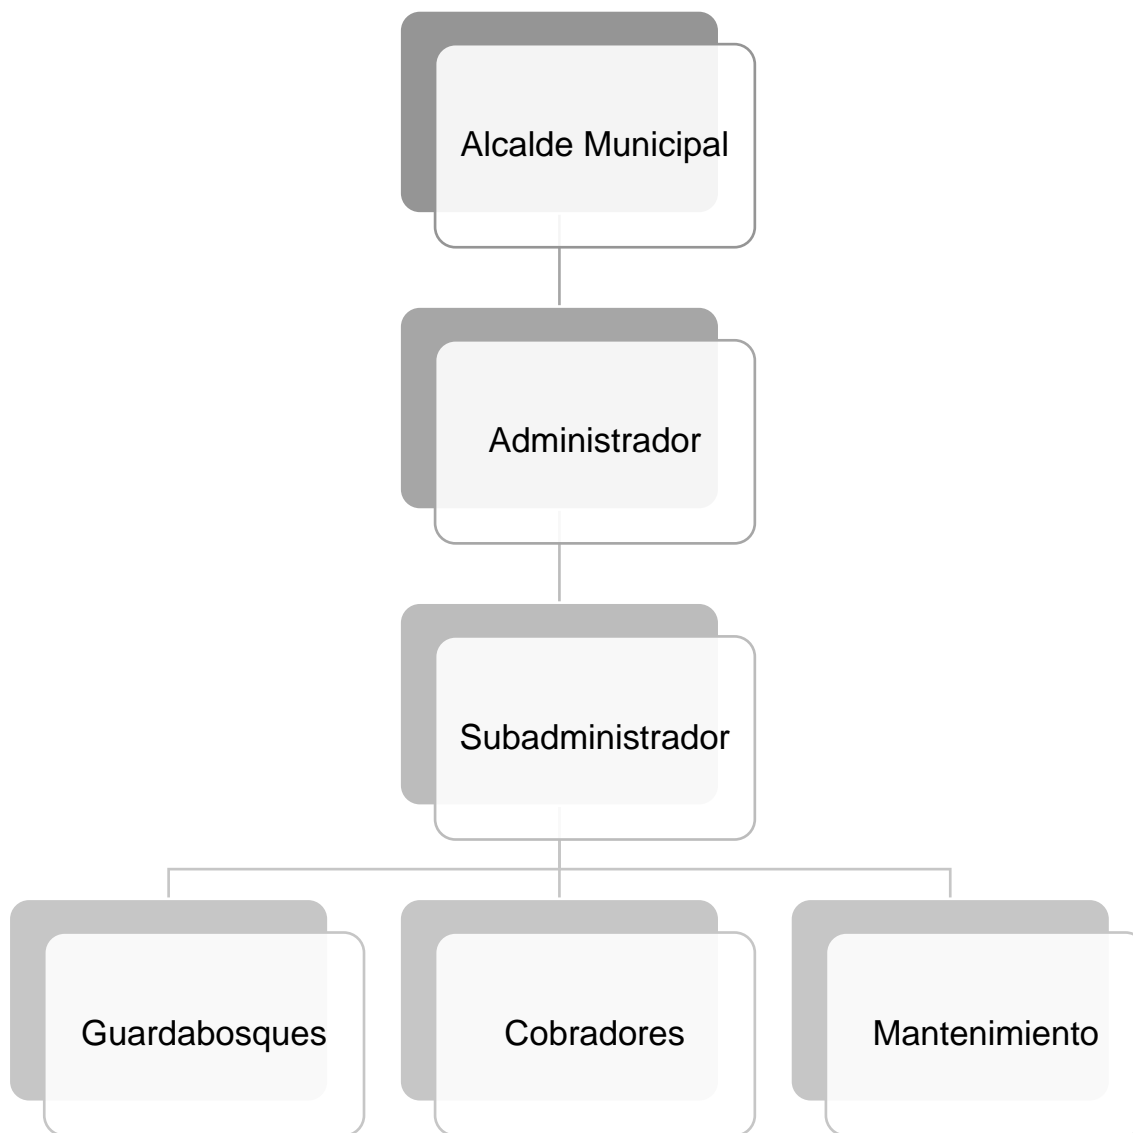 Alcalde Municipal
Administrador
Subadministrador
Guardabosques
Cobradores
Mantenimiento